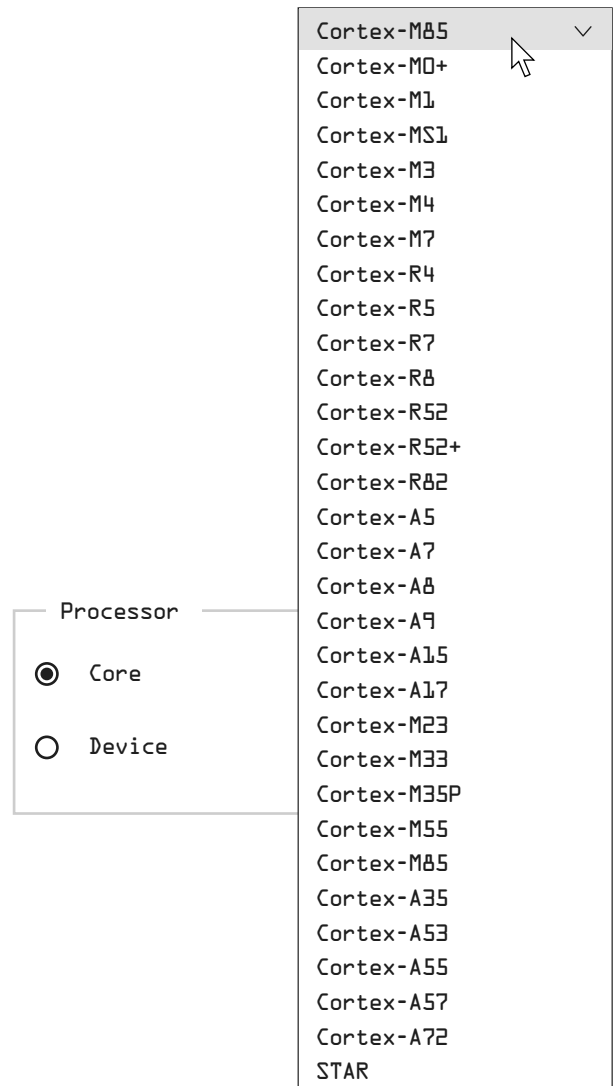 Cortex-M85
Cortex-M0+
Cortex-M1
Cortex-MS1
Cortex-M3
Cortex-M4
Cortex-M7
Cortex-R4
Cortex-R5
Cortex-R7
Cortex-R8
Cortex-R52
Cortex-R52+
Cortex-R82
Cortex-A5
Cortex-A7
Cortex-A8
Cortex-A9
Cortex-A15
Cortex-A17
Cortex-M23
Cortex-M33
Cortex-M35P
Cortex-M55
Cortex-M85
Cortex-A35
Cortex-A53
Cortex-A55
Cortex-A57
Cortex-A72
STAR
Processor
Core
Device